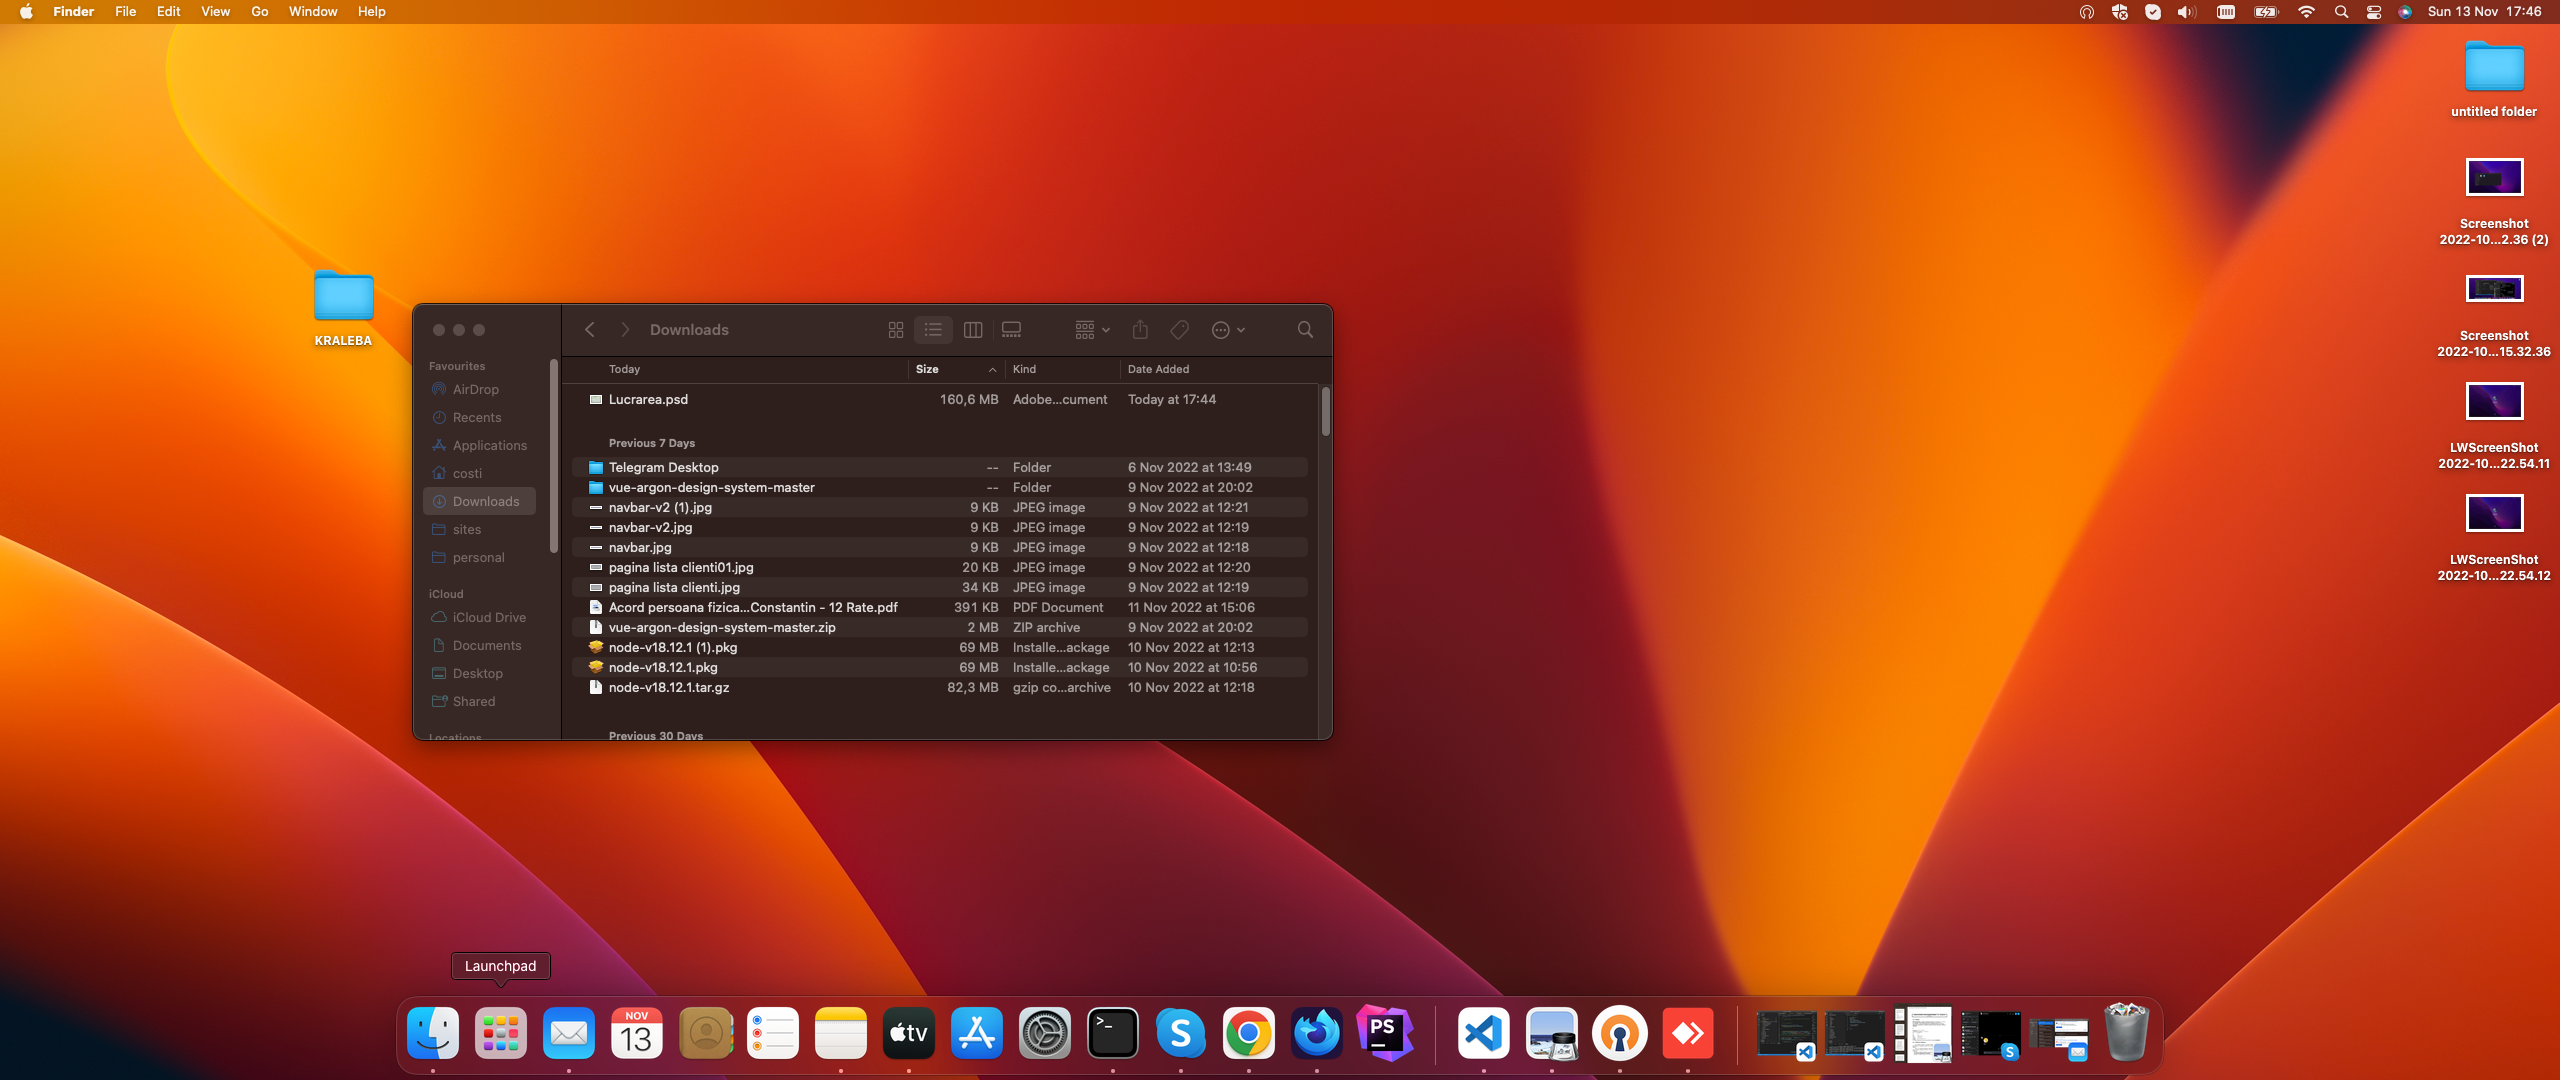 Finder File Edit View Go Window Help
Sun 13 Nov 17:46
untitled folder
Screenshot
2022-10...2.36 (2)
Screenshot
2022-10...15.32.36
LWScreenShot
2022-10...22.54.11
LWScreenShot
2022-10...22.54.12
KRALEBA
Downloads
Favourites
AirDrop
Recents
Applications
costi
Downloads
sites
personal
iCloud
iCloud Drive
Documents
Desktop
Shared
Locations
Today Size Kind Date Added
Lucrarea.psd 160,6 MB Adobe...cument Today at 17:44
Previous 7 Days
Telegram Desktop -- Folder 6 Nov 2022 at 13:49
vue-argon-design-system-master -- Folder 9 Nov 2022 at 20:02
navbar-v2 (1).jpg 9 KB JPEG image 9 Nov 2022 at 12:21
navbar-v2.jpg 9 KB JPEG image 9 Nov 2022 at 12:19
navbar.jpg 9 KB JPEG image 9 Nov 2022 at 12:18
pagina lista clienti01.jpg 20 KB JPEG image 9 Nov 2022 at 12:20
pagina lista clienti.jpg 34 KB JPEG image 9 Nov 2022 at 12:19
Acord persoana fizica...Constantin - 12 Rate.pdf 391 KB PDF Document 11 Nov 2022 at 15:06
vue-argon-design-system-master.zip 2 MB ZIP archive 9 Nov 2022 at 20:02
node-v18.12.1 (1).pkg 69 MB Installe...ackage 10 Nov 2022 at 12:13
node-v18.12.1.pkg 69 MB Installe...ackage 10 Nov 2022 at 10:56
node-v18.12.1.tar.gz 82,3 MB gzip co...archive 10 Nov 2022 at 12:18
Previous 30 Days
Launchpad
NOV
13
tv
>_
S
PS
S